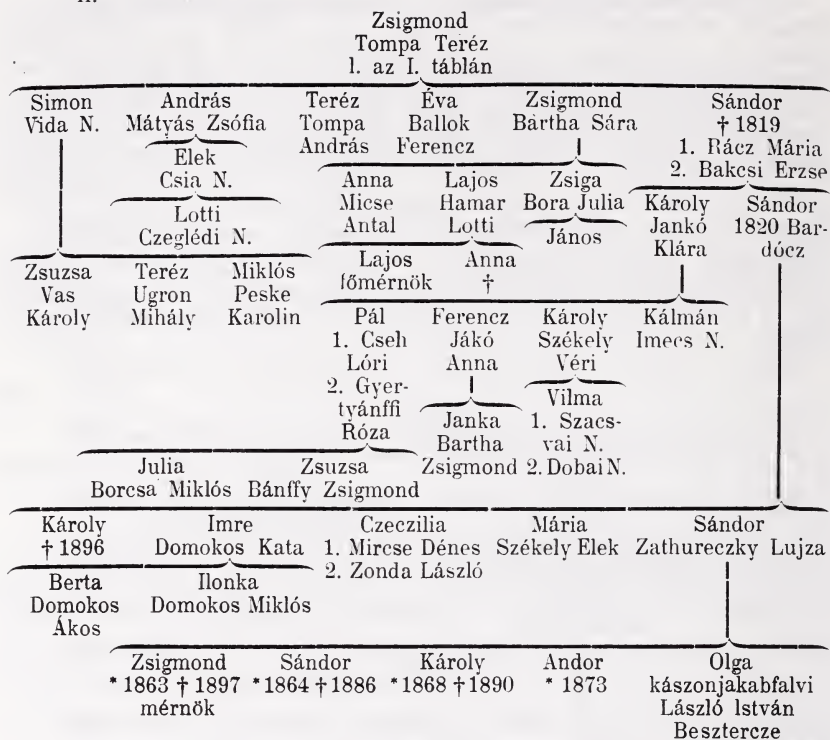 II.
Zsigmond
Tompa Teréz
l. az I. táblán
Simon András Teréz Éva Zsigmond Sándor
Vida N. Mátyás Zsófia Tompa Ballok Bartha Sára † 1819
András Ferencz 1. Rácz Mária
Elek 2. Bakcsi Erzse
Csia N. Anna Lajos Zsiga
Micse Hamar Bora Julia Károly Sándor
Lotti Antal Lotti Jankó 1820 Bar-
Czeglédi N. János Klára dócz
Zsuzsa Teréz Miklós Lajos Anna
Vas Ugron Peske főmérnök †
Károly Mihály Karolin
Pál Ferencz Károly Kálmán
1. Cseh Jákó Székely Imecs N.
Lóri Anna Véri
2. Gyer-
tyánffi Janka Vilma
Róza Bartha 1. Szacs-
Zsigmond vai N.
2. Dobai N.
Julia Zsuzsa
Borcsa Miklós Bánffy Zsigmond
Károly Imre Czeczilia Mária Sándor
† 1896 Domokos Kata 1. Mircse Dénes Székely Elek Zathureczky Lujza
2. Zonda László
Berta Ilonka
Domokos Domokos Miklós
Ákos
Zsigmond Sándor Károly Andor Olga
* 1863 † 1897 * 1864 † 1886 * 1868 † 1890 * 1873 kászonjakabfalvi
mérnök László István
Besztercze